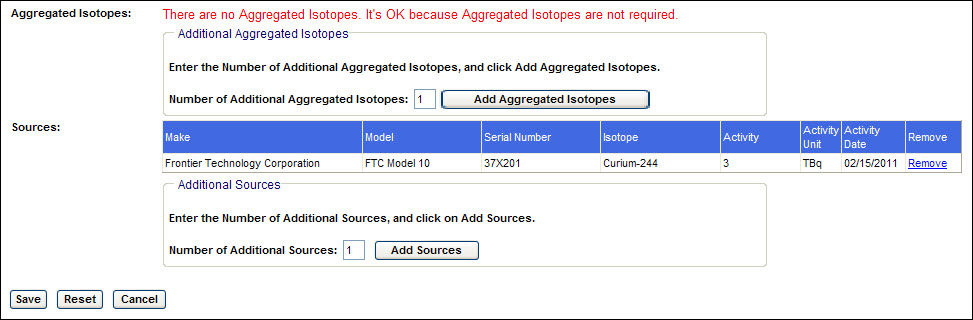 Aggregated Isotopes: There are no Aggregated Isotopes. It's OK because Aggregated Isotopes are not required.
Additional Aggregated Isotopes
Enter the Number of Additional Aggregated Isotopes, and click Add Aggregated Isotopes.
Number of Additional Aggregated Isotopes: 1 Add Aggregated Isotopes
Sources:
Make Model Serial Number Isotope Activity Activity Unit Activity Date Remove
Frontier Technology Corporation FTC Model 10 37X201 Curium-244 3 TBq 02/15/2011 Remove
Additional Sources
Enter the Number of Additional Sources, and click on Add Sources.
Number of Additional Sources: 1 Add Sources
Save Reset Cancel